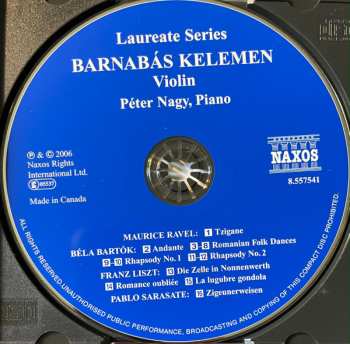 Laureate Series
BARNABÁS KELEMEN
Violin
Péter Nagy, Piano
℗ & © 2006
Naxos Rights
International Ltd.
G 65537
Made in Canada
NAXOS
8.557541
MAURICE RAVEL: 1 Trigane
BÉLA BARTÓK: 2 Andante 3-8 Romanian Folk Dances
9-10 Rhapsody No. 1 11-12 Rhapsody No. 2
FRANZ LISZT: 13 Die Zelle in Nonnenwerth
14 Romance oubliée 15 La lugubre gondola
PABLO SARASATE: 16 Zigeunerweisen
ALL RIGHTS RESERVED. UNAUTHORISED PUBLIC PERFORMANCE, BROADCASTING AND COPYING OF THIS COMPACT DISC PROHIBITED.